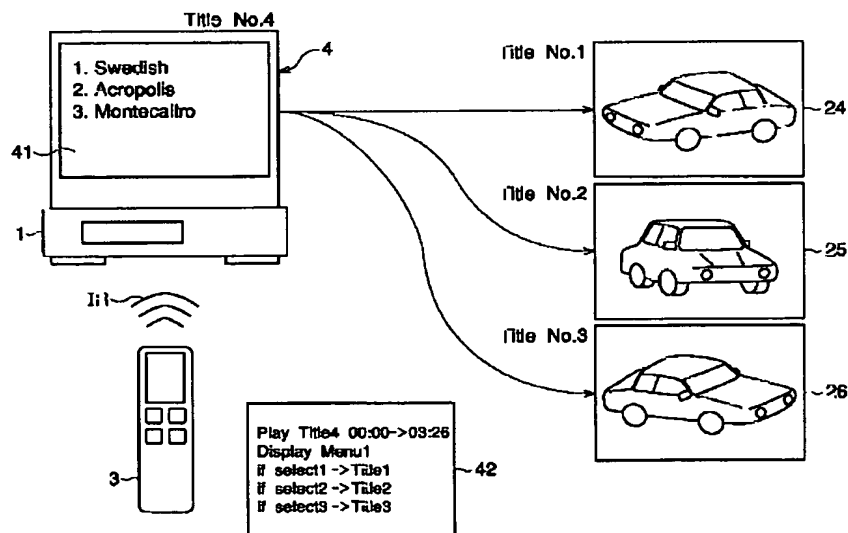 Title No.4
4
1. Swedish
2. Acropolis
3. Montecaltro
41
1
3
Title No.1
24
Title No.2
25
Title No.3
26
Play Title4 00:00->03:26
Display Menu1
if select1->Title1
if select2->Title2
if select3->Title3
42